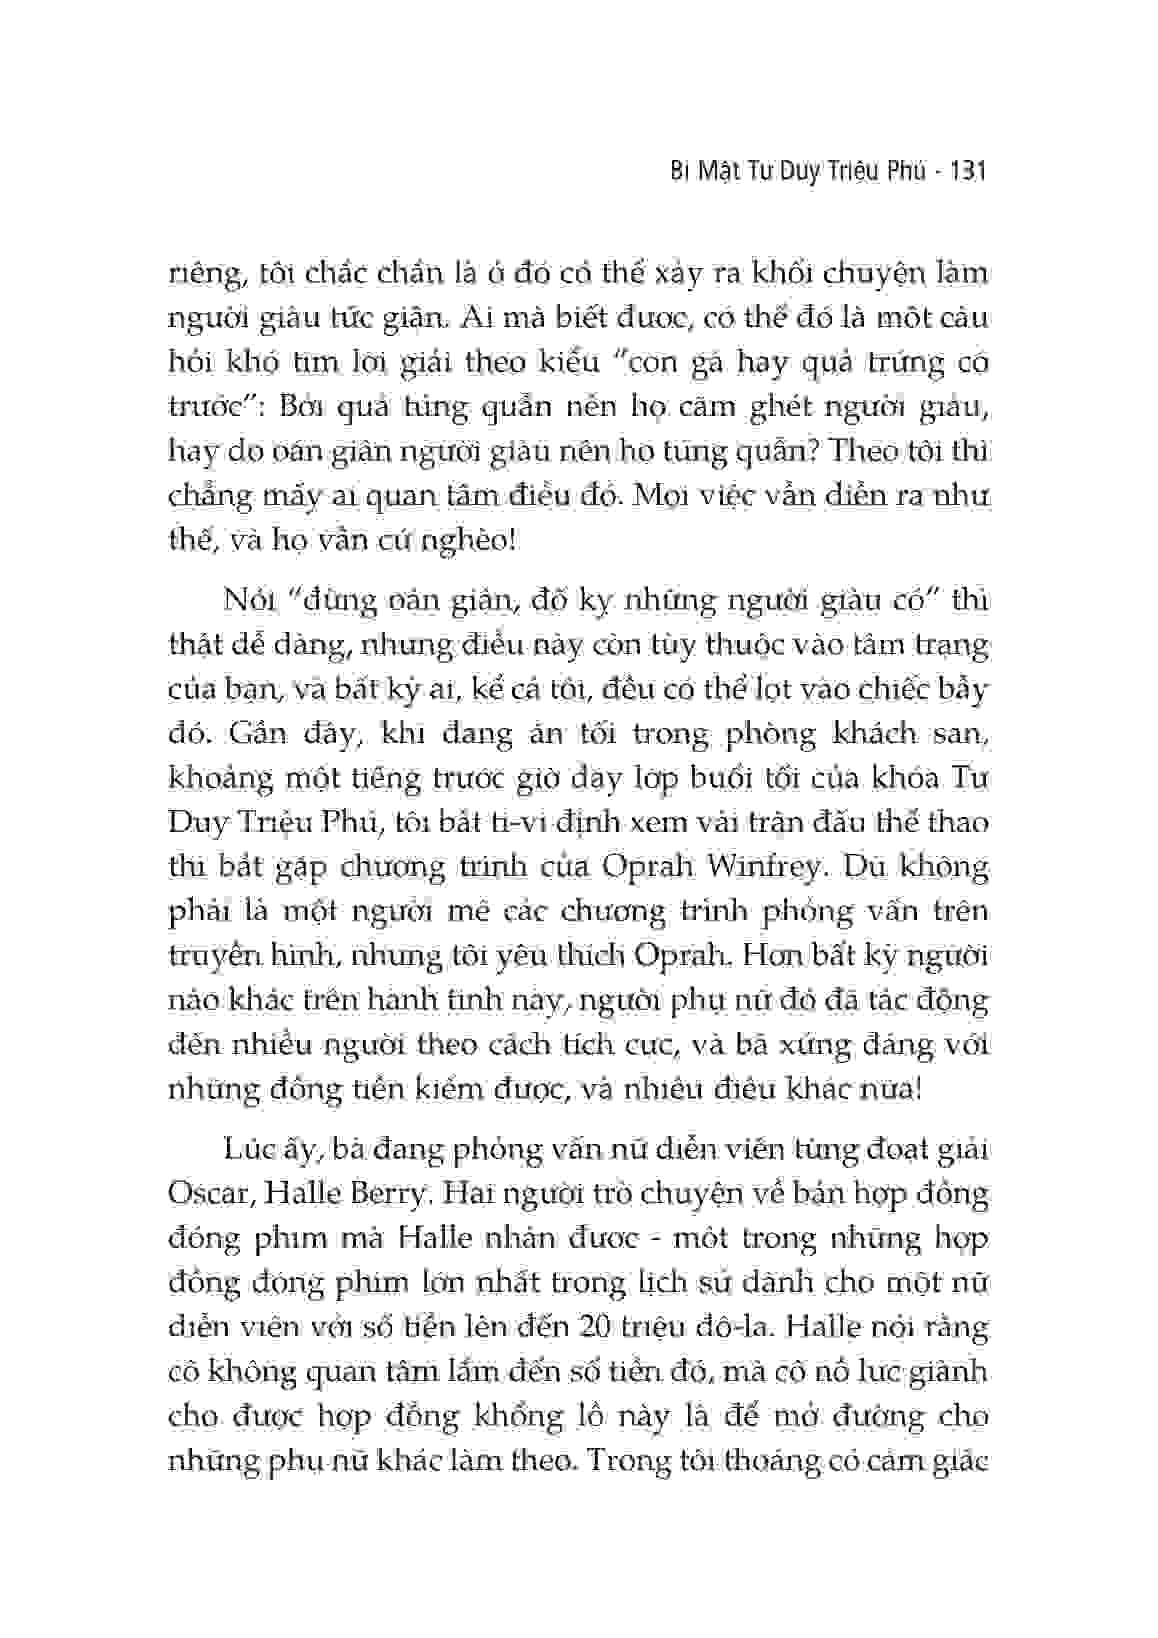 Bí Mật Tư Duy Triệu Phú - 131
riêng, tôi chắc chắn là ở đó có thể xảy ra khối chuyện làm
người giàu tức giận. Ai mà biết được, có thể đó là một câu
hỏi khó tìm lời giải theo kiểu “con gà hay quả trứng có
trước”: Bởi quá túng quẫn nên họ căm ghét người giàu,
hay do oán giận người giàu nên họ túng quẫn? Theo tôi thì
chẳng mấy ai quan tâm điều đó. Mọi việc vẫn diễn ra như
thế, và họ vẫn cứ nghèo!
Nói “đừng oán giận, đố kỵ những người giàu có” thì
thật dễ dàng, nhưng điều này còn tùy thuộc vào tâm trạng
của bạn, và bất kỳ ai, kể cả tôi, đều có thể lọt vào chiếc bẫy
đó. Gần đây, khi đang ăn tối trong phòng khách sạn,
khoảng một tiếng trước giờ dạy lớp buổi tối của khóa Tư
Duy Triệu Phú, tôi bật ti-vi định xem vài trận đấu thể thao
thì bắt gặp chương trình của Oprah Winfrey. Dù không
phải là một người mê các chương trình phỏng vấn trên
truyền hình, nhưng tôi yêu thích Oprah. Hơn bất kỳ người
nào khác trên hành tinh này, người phụ nữ đó đã tác động
đến nhiều người theo cách tích cực, và bà xứng đáng với
những đồng tiền kiếm được, và nhiều điều khác nữa!
Lúc ấy, bà đang phỏng vấn nữ diễn viên từng đoạt giải
Oscar, Halle Berry. Hai người trò chuyện về bản hợp đồng
đóng phim mà Halle nhận được - một trong những hợp
đồng đóng phim lớn nhất trong lịch sử dành cho một nữ
diễn viên với số tiền lên đến 20 triệu đô-la. Halle nói rằng
cô không quan tâm lắm đến số tiền đó, mà cô nỗ lực giành
cho được hợp đồng khổng lồ này là để mở đường cho
những phụ nữ khác làm theo. Trong tôi thoáng có cảm giác